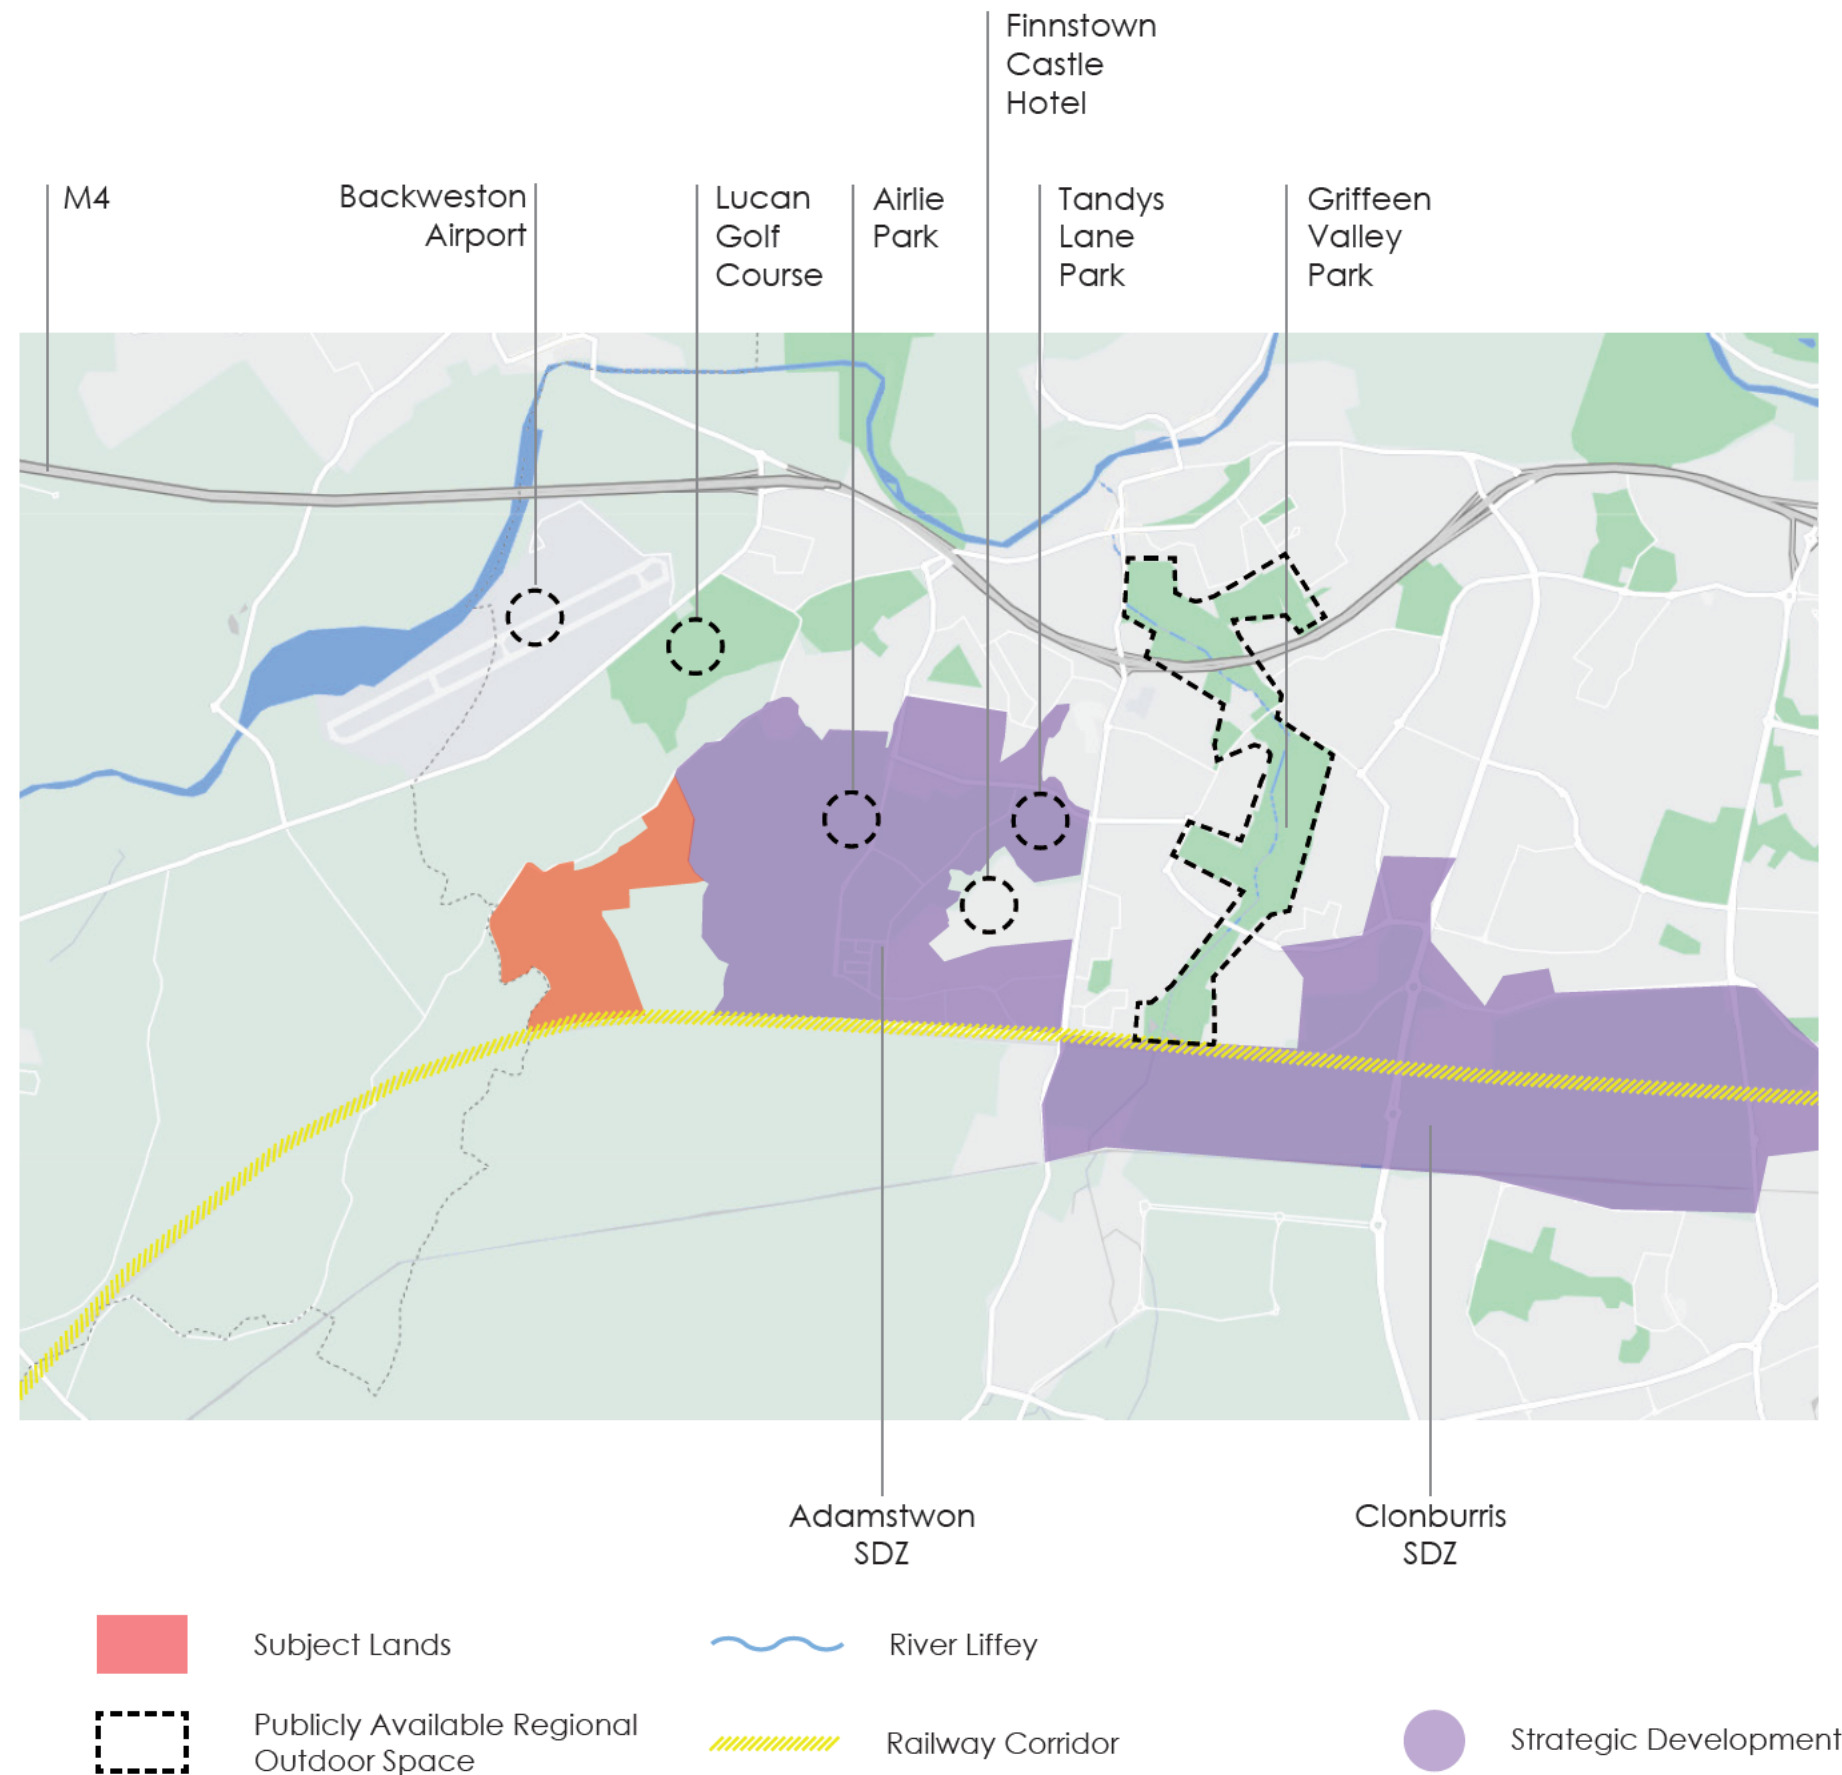 Finnstown
Castle
Hotel
M4
Backweston
Airport
Lucan
Golf
Course
Airlie
Park
Tandys
Lane
Park
Griffeen
Valley
Park
Adamstwon
SDZ
Clonburris
SDZ
Subject Lands
River Liffey
Publicly Available Regional
Outdoor Space
Railway Corridor
Strategic Development